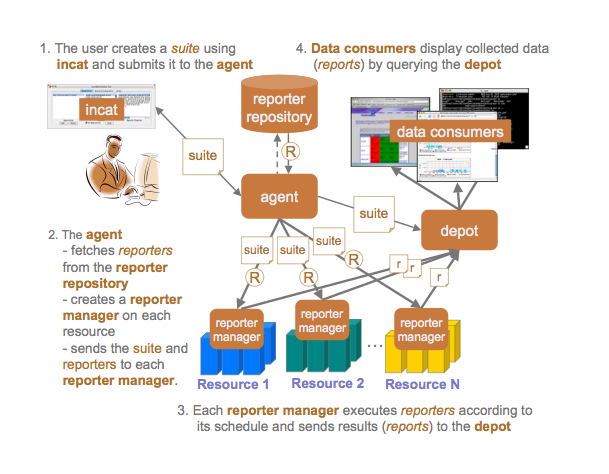 1. The user creates a suite using
incat and submits it to the agent
4. Data consumers display collected data
(reports) by querying the depot
incat
reporter
repository
data consumers
suite
R
agent
suite
depot
2. The agent
- fetches reporters
from the reporter
repository
- creates a reporter
manager on each
resource
- sends the suite and
reporters to each
reporter manager.
suite
suite
suite
R
R
R
r
r
r
reporter
manager
reporter
manager
...
reporter
manager
Resource 1
Resource 2
Resource N
3. Each reporter manager executes reporters according to
its schedule and sends results (reports) to the depot